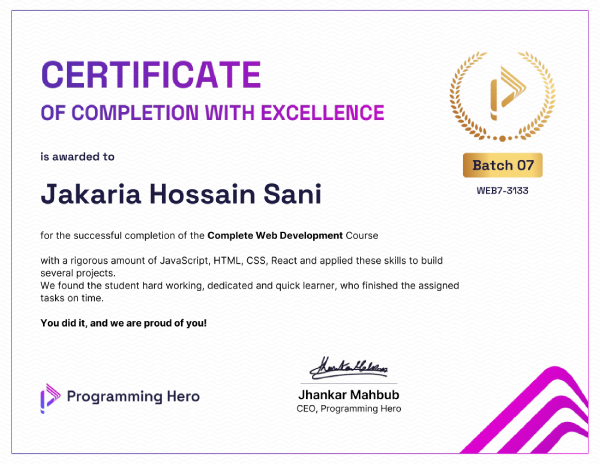 CERTIFICATE
OF COMPLETION WITH EXCELLENCE
is awarded to
Jakaria Hossain Sani
for the successful completion of the Complete Web Development Course
with a rigorous amount of JavaScript, HTML, CSS, React and applied these skills to build
several projects.
We found the student hard working, dedicated and quick learner, who finished the assigned
tasks on time.
You did it, and we are proud of you!
Batch 07
WEB7-3133
Programming Hero
Jhankar Mahbub
Jhankar Mahbub
CEO, Programming Hero